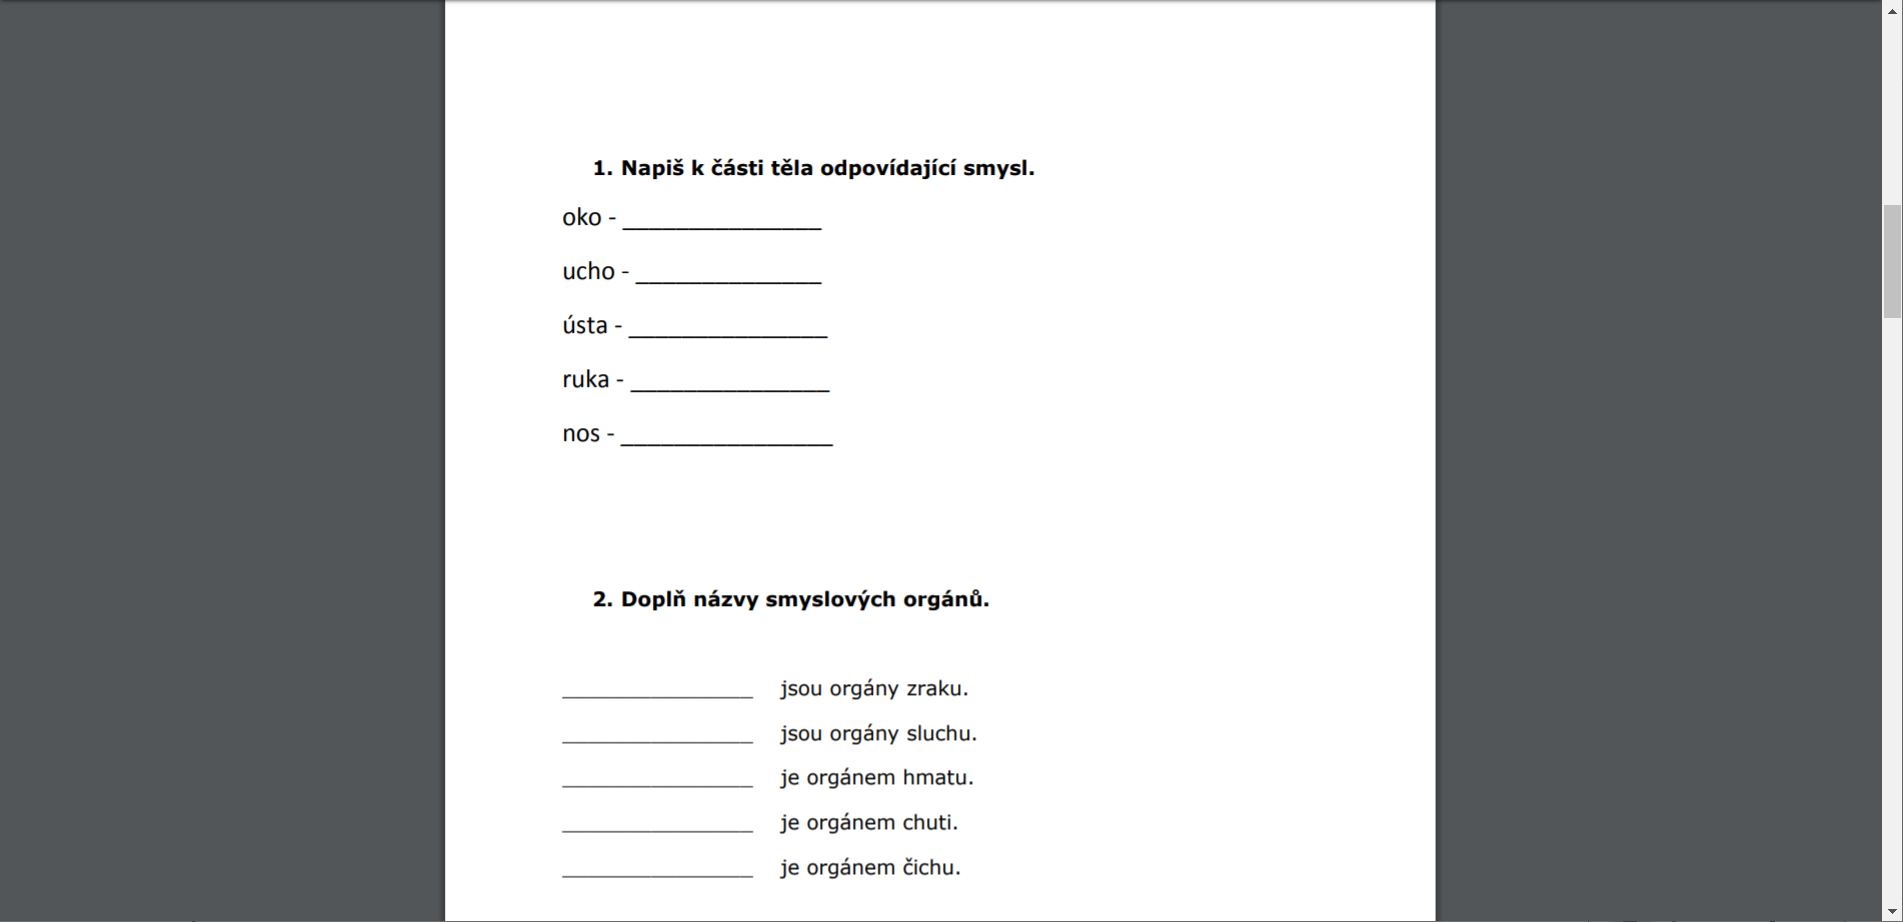 1. Napiš k části těla odpovídající smysl.
oko - _______________
ucho - ______________
ústa - _______________
ruka - _______________
nos - ________________
2. Doplň názvy smyslových orgánů.
_______________ jsou orgány zraku.
_______________ jsou orgány sluchu.
_______________ je orgánem hmatu.
_______________ je orgánem chuti.
_______________ je orgánem čichu.